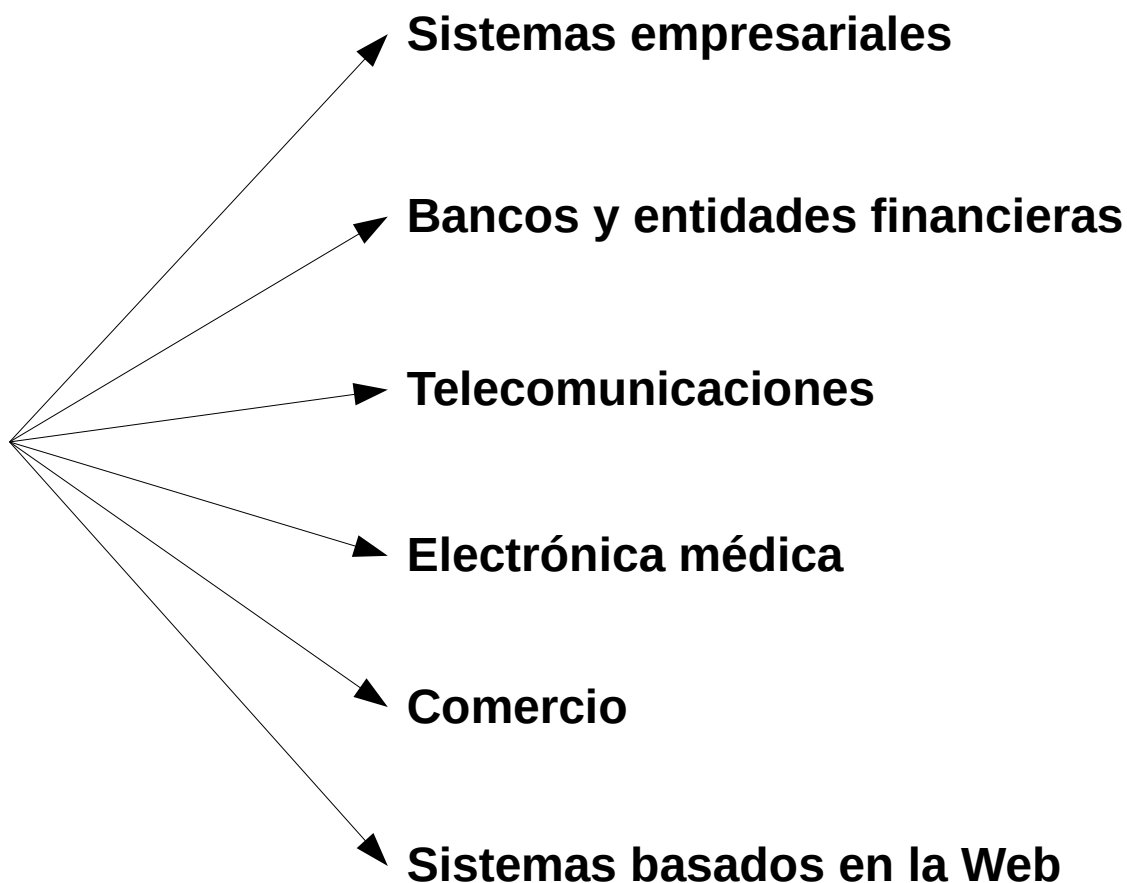 Sistemas empresariales
Bancos y entidades financieras
Telecomunicaciones
Electrónica médica
Comercio
Sistemas basados en la Web